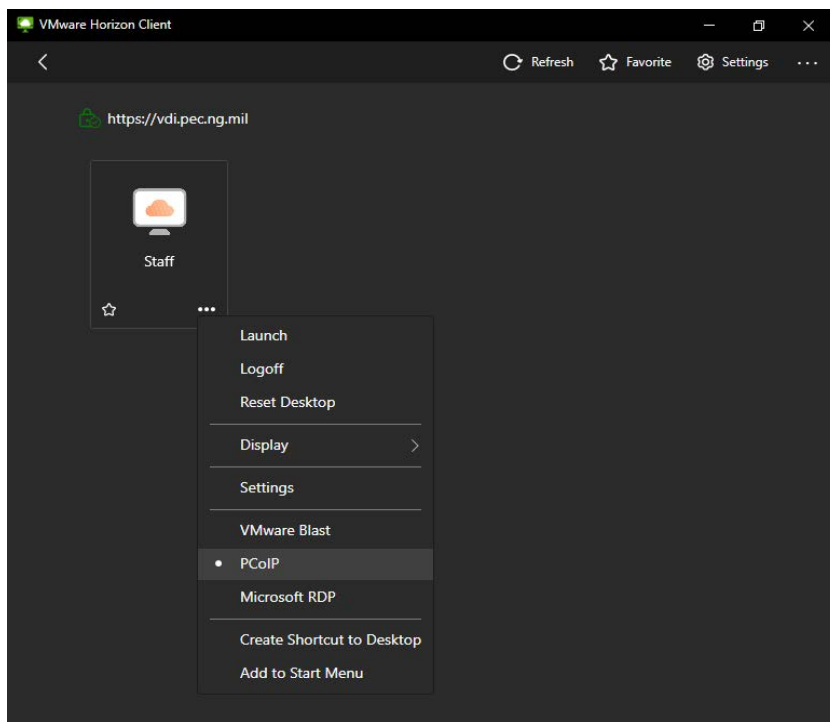 VMware Horizon Client
Refresh Favorite Settings
https://vdi.pec.ng.mil
Staff
Launch
Logoff
Reset Desktop
Display
Settings
VMware Blast
PCoIP
Microsoft RDP
Create Shortcut to Desktop
Add to Start Menu